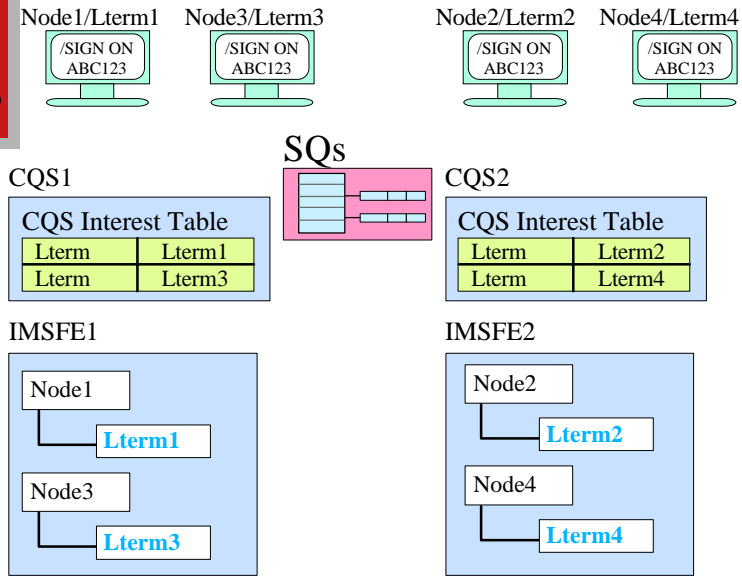 Node1/Lterm1 Node3/Lterm3 Node2/Lterm2 Node4/Lterm4
/SIGN ON
ABC123
/SIGN ON
ABC123
/SIGN ON
ABC123
/SIGN ON
ABC123
SQs
CQS1
CQS Interest Table
Lterm Lterm1
Lterm Lterm3
CQS2
CQS Interest Table
Lterm Lterm2
Lterm Lterm4
IMSFE1
Node1
Lterm1
Node3
Lterm3
IMSFE2
Node2
Lterm2
Node4
Lterm4